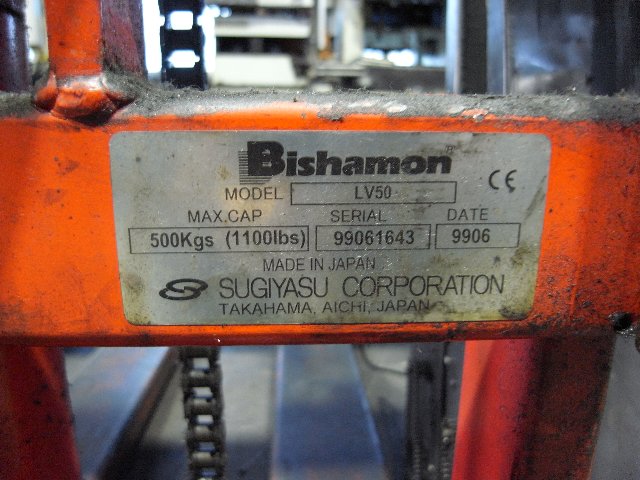 Bishamon®
CE
MODEL LV50
MAX.CAP SERIAL DATE
500Kgs (1100lbs) 99061643 9906
MADE IN JAPAN
SUGIYASU CORPORATION
TAKAHAMA, AICHI, JAPAN